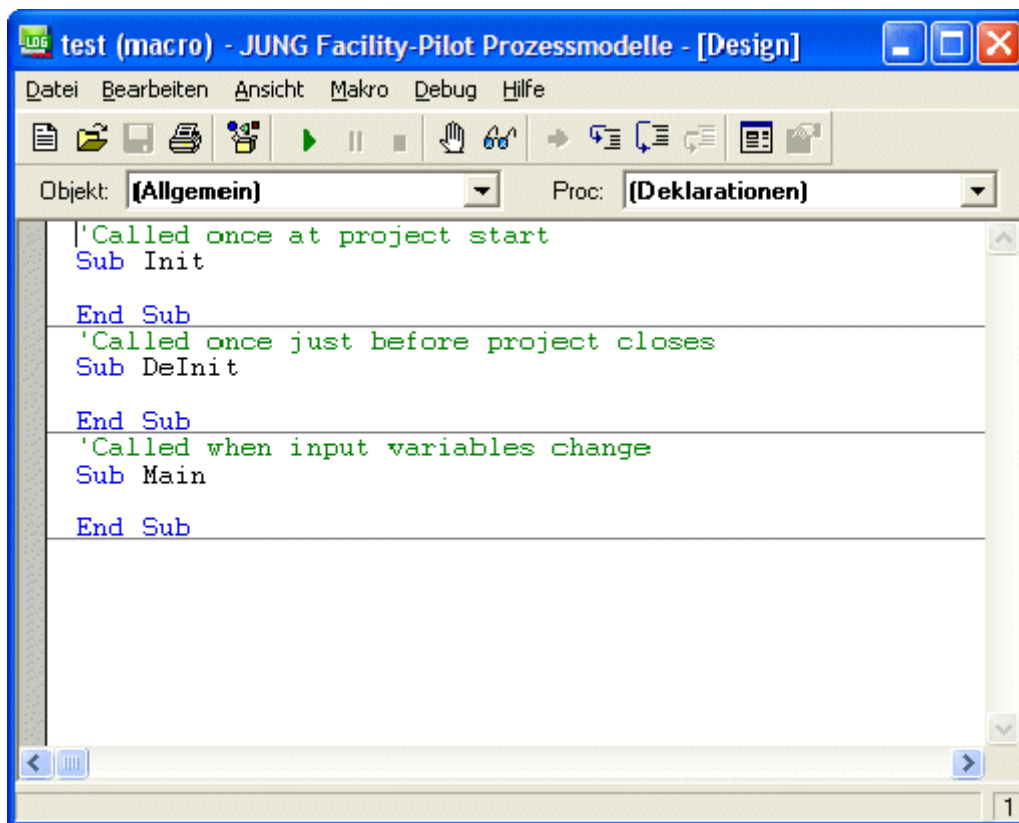 LOG test (macro) - JUNG Facility-Pilot Prozessmodelle - [Design]
Datei Bearbeiten Ansicht Makro Debug Hilfe
Objekt: (Allgemein) Proc: (Deklarationen)
'Called once at project start
Sub Init
End Sub
'Called once just before project closes
Sub DeInit
End Sub
'Called when input variables change
Sub Main
End Sub
1